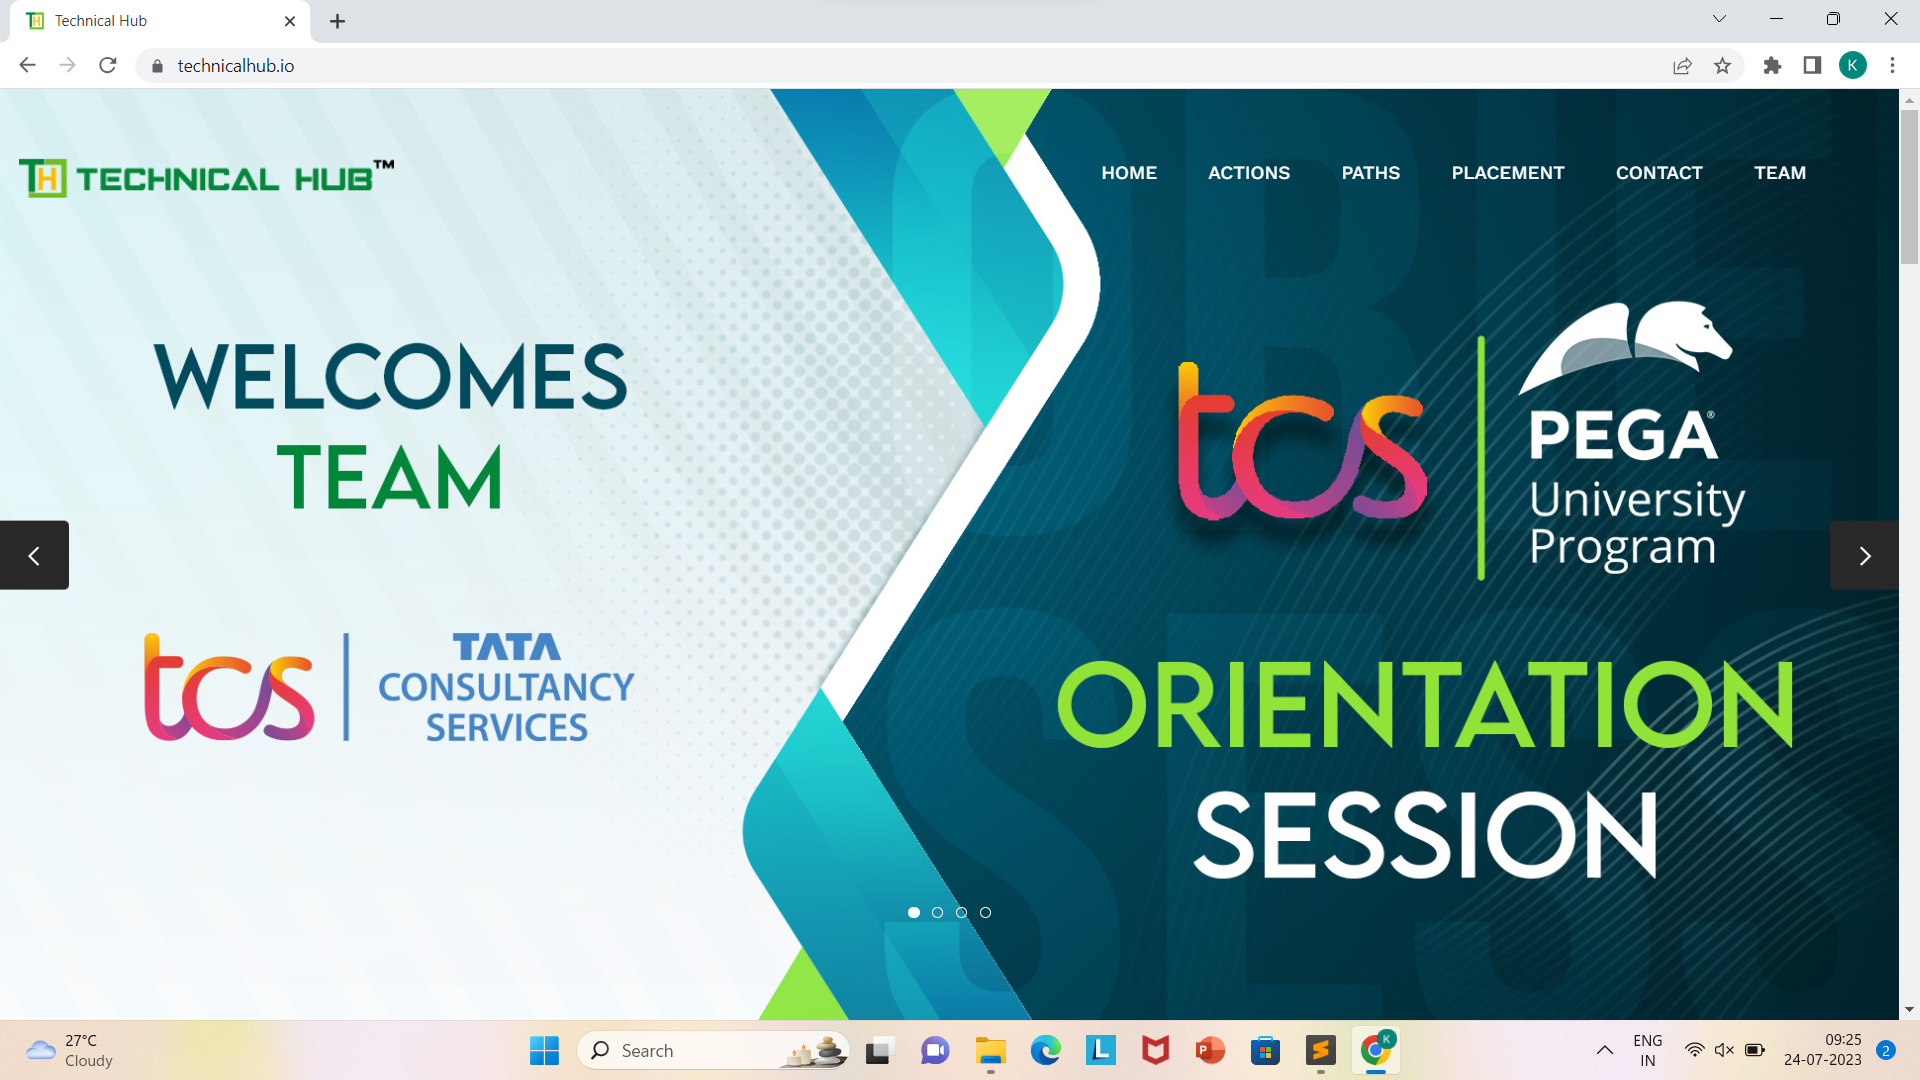 Technical Hub
technicalhub.io
K
TH TECHNICAL HUB™
HOME ACTIONS PATHS PLACEMENT CONTACT TEAM
WELCOMES
TEAM
tcs
TATA
CONSULTANCY
SERVICES
tcs
PEGA®
University
Program
ORIENTATION
SESSION
27°C
Cloudy
Search
ENG
IN
09:25
24-07-2023
2